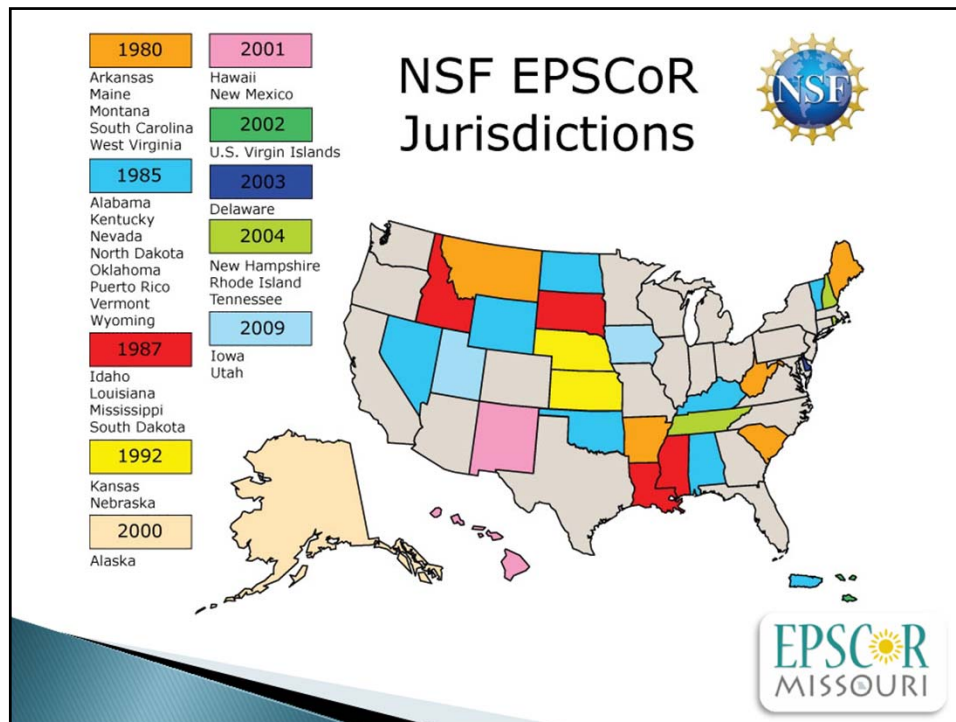 1980
Arkansas
Maine
Montana
South Carolina
West Virginia
1985
Alabama
Kentucky
Nevada
North Dakota
Oklahoma
Puerto Rico
Vermont
Wyoming
1987
Idaho
Louisiana
Mississippi
South Dakota
1992
Kansas
Nebraska
2000
Alaska
2001
Hawaii
New Mexico
2002
U.S. Virgin Islands
2003
Delaware
2004
New Hampshire
Rhode Island
Tennessee
2009
Iowa
Utah
NSF EPSCoR
Jurisdictions
NSF
EPSCoR
MISSOURI